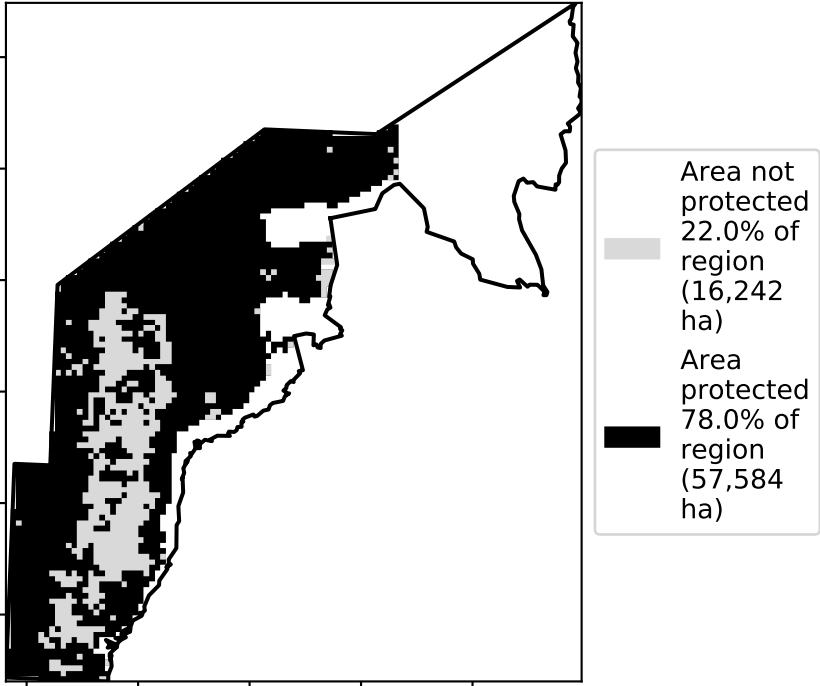 Area not
protected
22.0% of
region
(16,242
ha)
Area
protected
78.0% of
region
(57,584
ha)